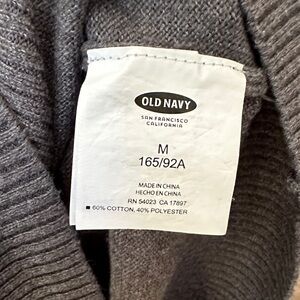 OLD NAVY
SAN FRANCISCO
CALIFORNIA
M
165/92A
MADE IN CHINA
HECHO EN CHINA
RN 54023 CA 17897
60% COTTON, 40% POLYESTER